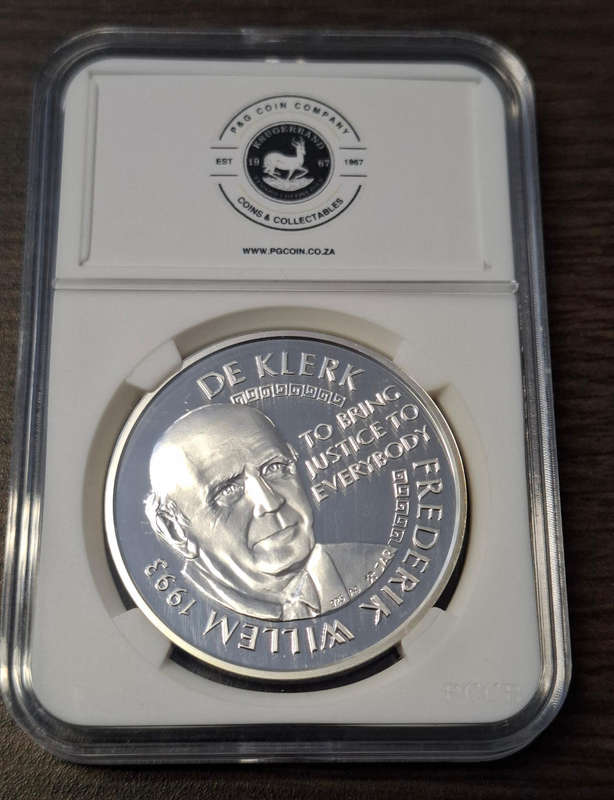 P&G COIN COMPANY
KRUGERRAND
EST
19 67
1967
COINS & COLLECTABLES
WWW.PGCOIN.CO.ZA
DE KLERK
TO BRING
JUSTICE TO
EVERYBODY
FREDERIK WILLEM 1993
925